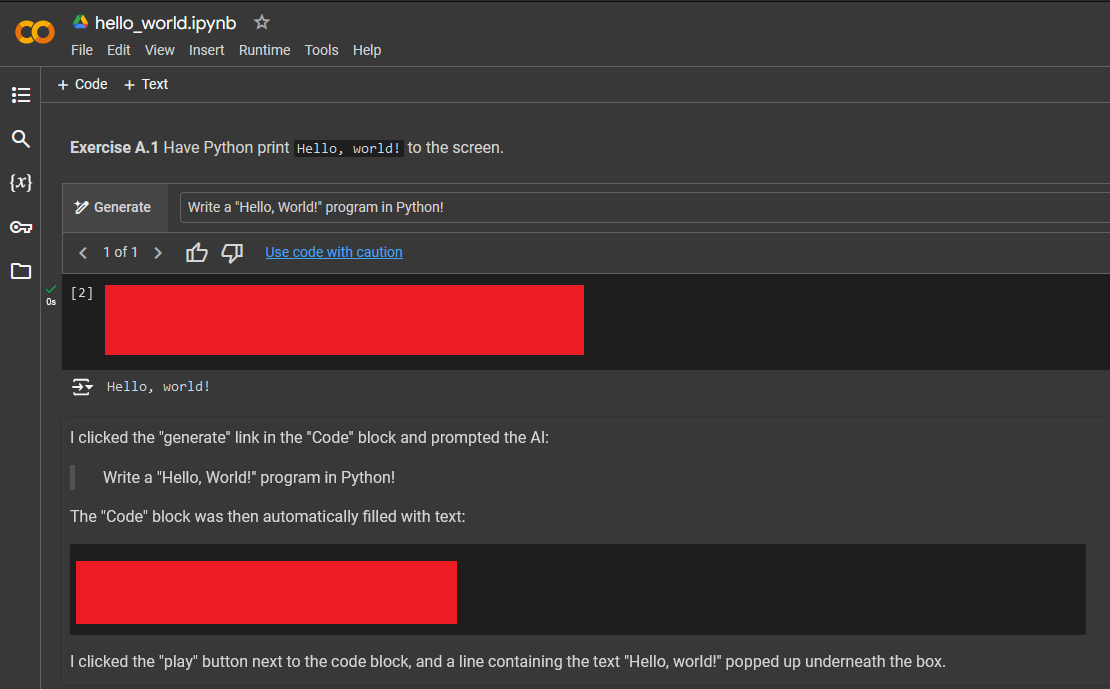 hello_world.ipynb
File Edit View Insert Runtime Tools Help
+ Code + Text
Exercise A.1 Have Python print Hello, world! to the screen.
Generate Write a "Hello, World!" program in Python!
1 of 1 Use code with caution
[2]
0s
Hello, world!
I clicked the "generate" link in the "Code" block and prompted the AI:
Write a "Hello, World!" program in Python!
The "Code" block was then automatically filled with text:
I clicked the "play" button next to the code block, and a line containing the text "Hello, world!" popped up underneath the box.